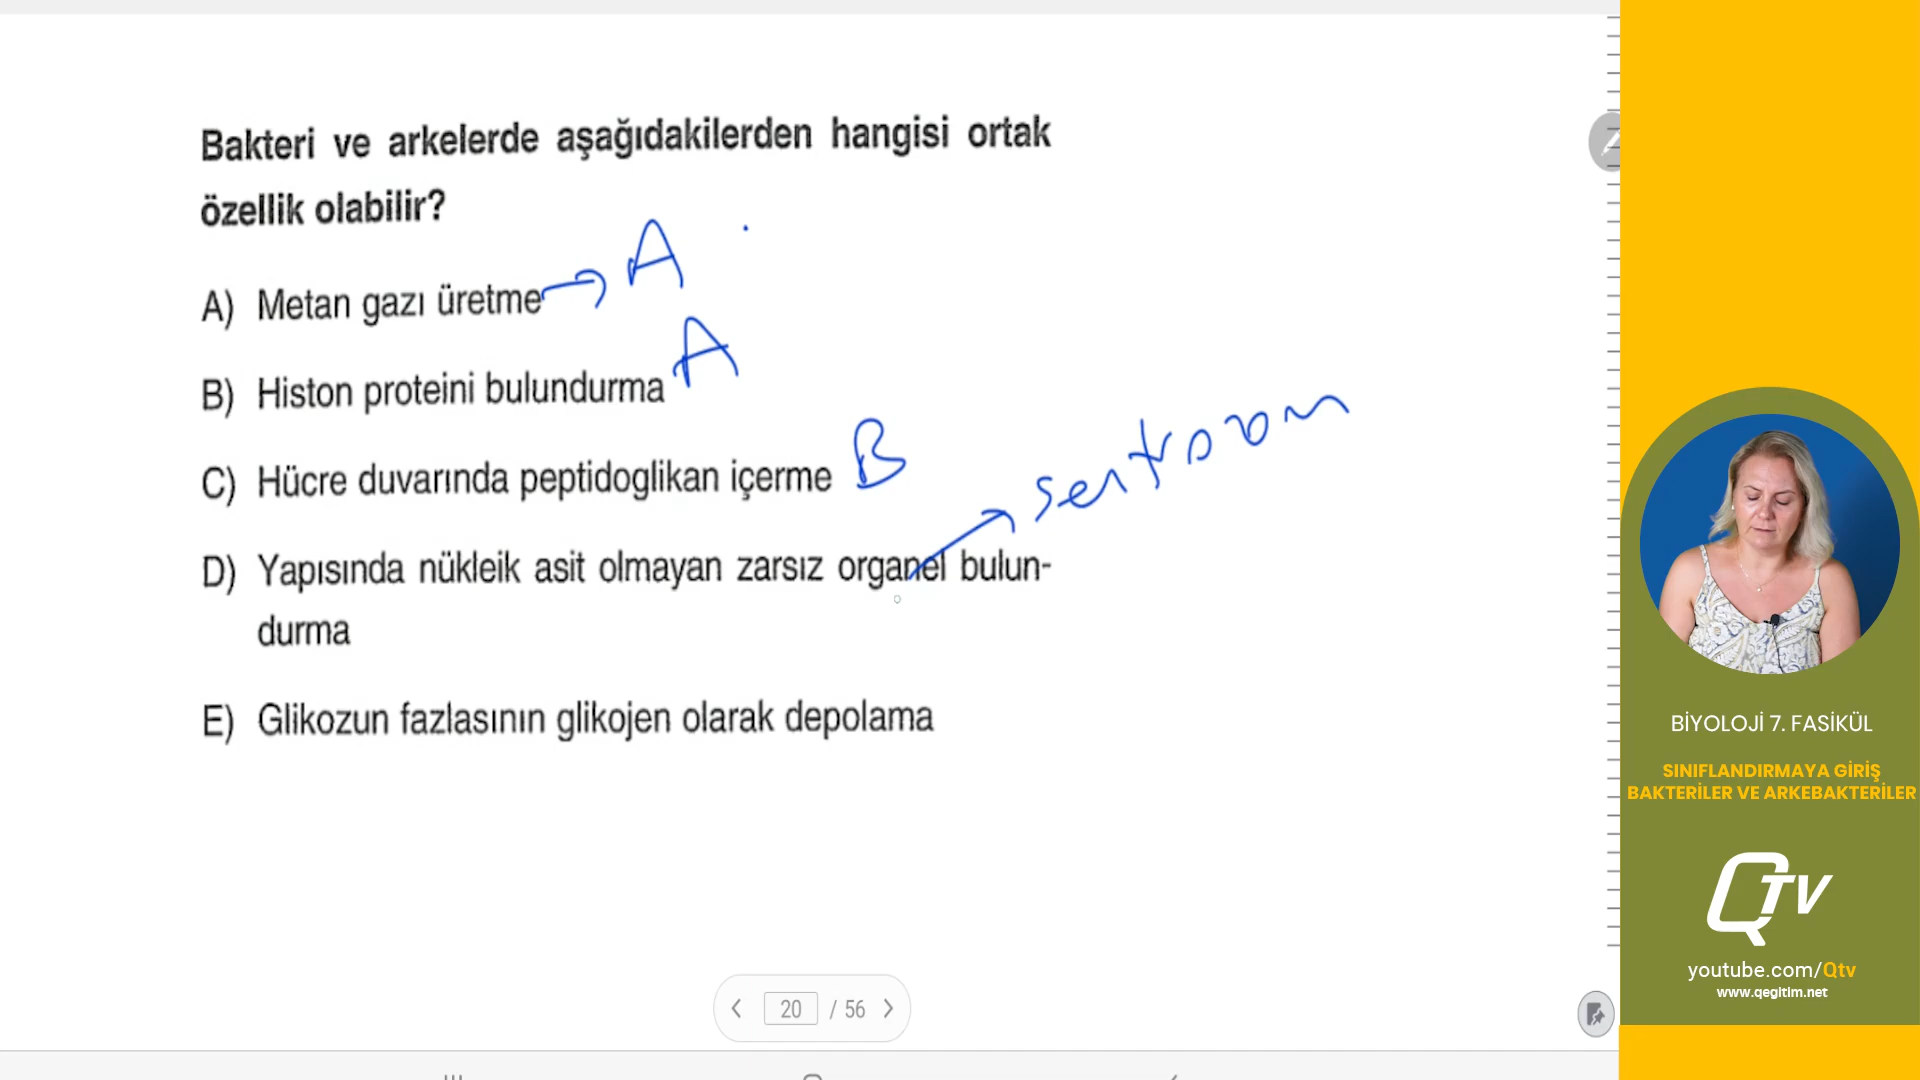 Bakteri ve arkelerde aşağıdakilerden hangisi ortak
özellik olabilir?
A) Metan gazı üretme → A
B) Histon proteini bulundurma A
C) Hücre duvarında peptidoglikan içerme B
sentrozom
D) Yapısında nükleik asit olmayan zarsız organel bulun-
durma
E) Glikozun fazlasının glikojen olarak depolama
20 / 56
BİYOLOJİ 7. FASİKÜL
SINIFLANDIRMAYA GİRİŞ
BAKTERİLER VE ARKEBAKTERİLER
QTV
youtube.com/Qtv
www.qegitim.net